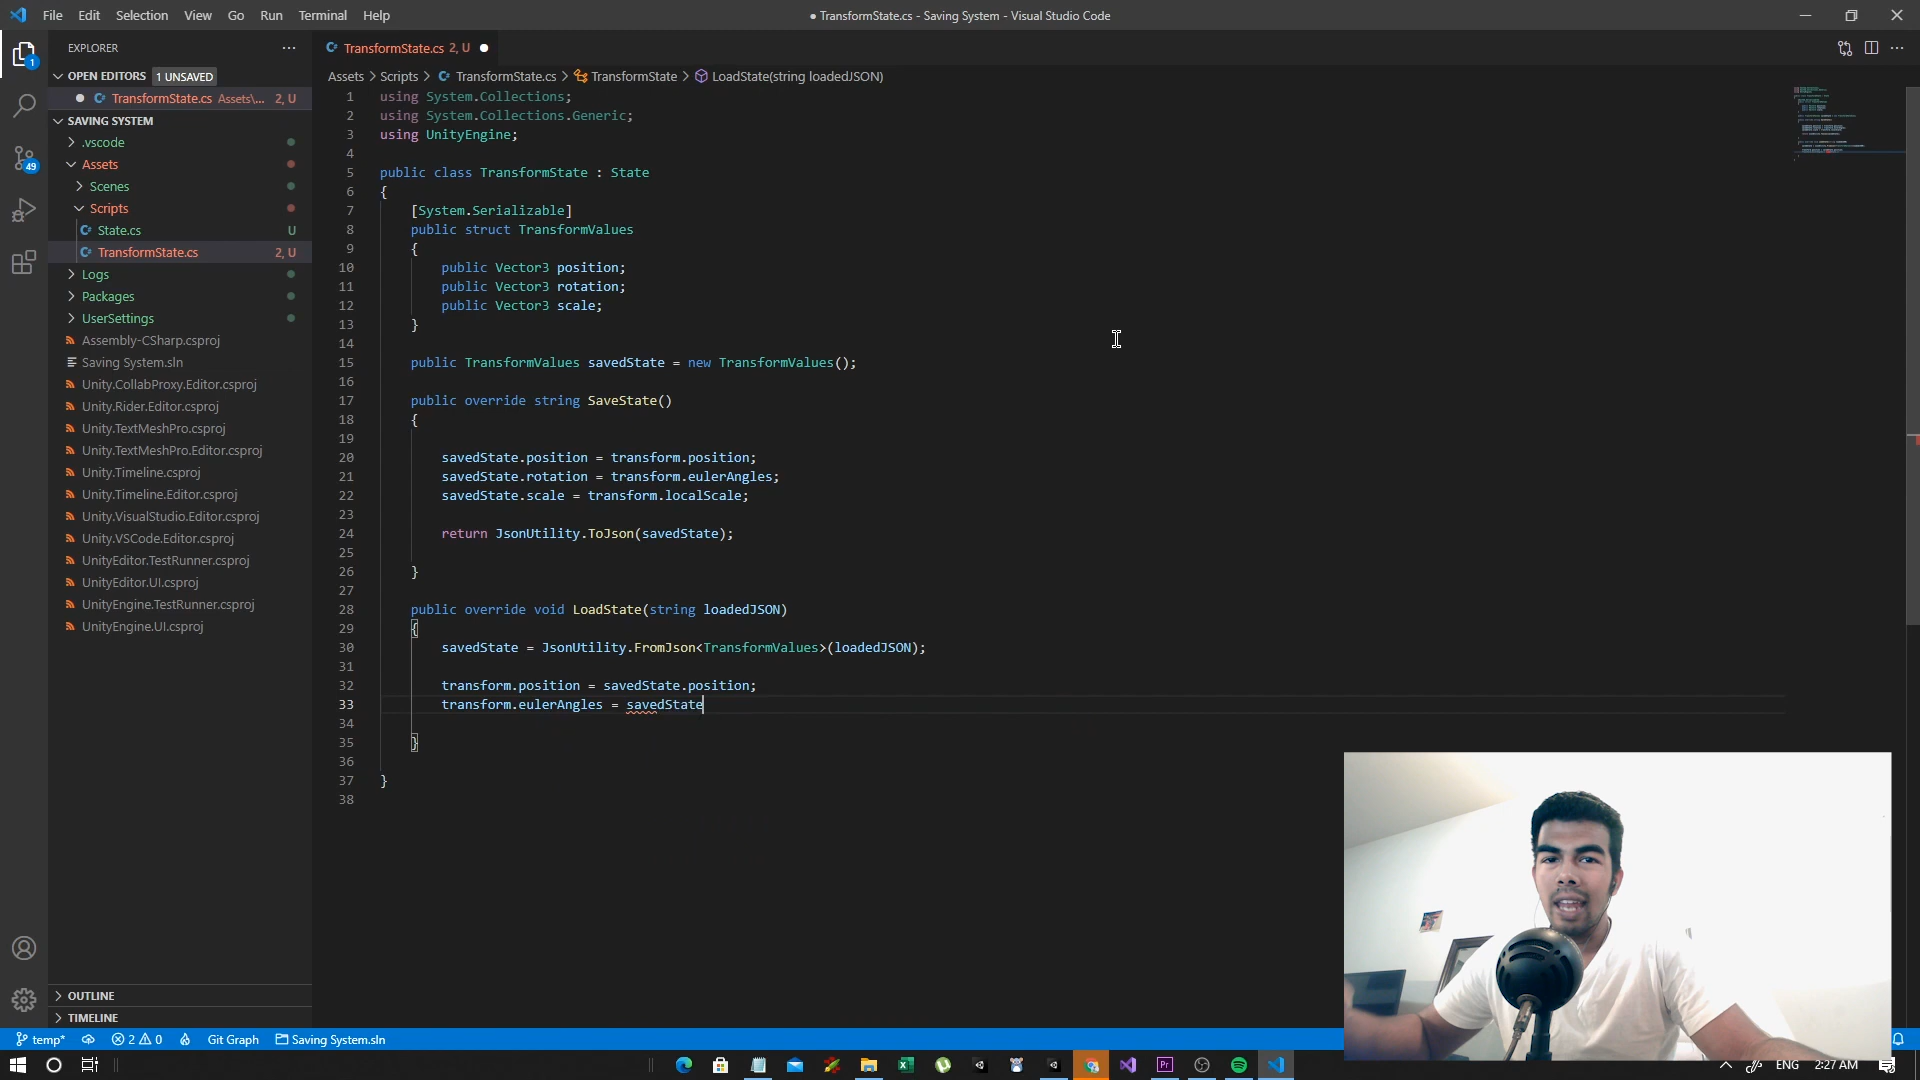 File Edit Selection View Go Run Terminal Help
● TransformState.cs - Saving System - Visual Studio Code
EXPLORER
OPEN EDITORS 1 UNSAVED
TransformState.cs Assets\... 2, U
SAVING SYSTEM
.vscode
Assets
Scenes
Scripts
State.cs U
TransformState.cs 2, U
Logs
Packages
UserSettings
Assembly-CSharp.csproj
Saving System.sln
Unity.CollabProxy.Editor.csproj
Unity.Rider.Editor.csproj
Unity.TextMeshPro.csproj
Unity.TextMeshPro.Editor.csproj
Unity.Timeline.csproj
Unity.Timeline.Editor.csproj
Unity.VisualStudio.Editor.csproj
Unity.VSCode.Editor.csproj
UnityEditor.TestRunner.csproj
UnityEditor.UI.csproj
UnityEngine.TestRunner.csproj
UnityEngine.UI.csproj
OUTLINE
TIMELINE
1
49
TransformState.cs 2, U
Assets > Scripts > TransformState.cs > TransformState > LoadState(string loadedJSON)
1 using System.Collections;
2 using System.Collections.Generic;
3 using UnityEngine;
4
5 public class TransformState : State
6 {
7 [System.Serializable]
8 public struct TransformValues
9 {
10 public Vector3 position;
11 public Vector3 rotation;
12 public Vector3 scale;
13 }
14
15 public TransformValues savedState = new TransformValues();
16
17 public override string SaveState()
18 {
19
20 savedState.position = transform.position;
21 savedState.rotation = transform.eulerAngles;
22 savedState.scale = transform.localScale;
23
24 return JsonUtility.ToJson(savedState);
25
26 }
27
28 public override void LoadState(string loadedJSON)
29 {
30 savedState = JsonUtility.FromJson<TransformValues>(loadedJSON);
31
32 transform.position = savedState.position;
33 transform.eulerAngles = savedState
34
35 }
36
37 }
38
temp* 2 0 Git Graph Saving System.sln
ENG 2:27 AM